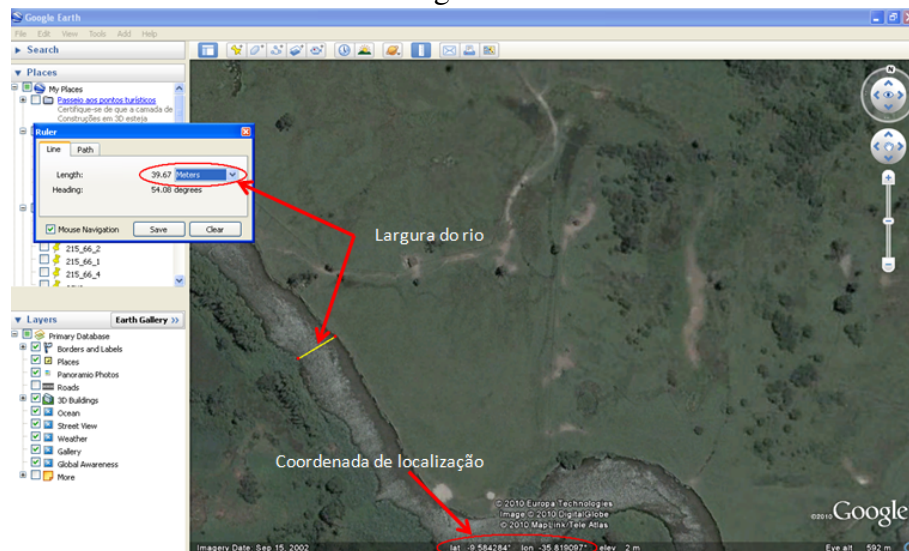 Google Earth
File Edit View Tools Add Help
Search
Places
My Places
Passeio aos pontos turísticos
Certifique-se de que a camada de
Construções em 3D esteja
Ruler
Line Path
Length: 39.67 Meters
Heading: 54.08 degrees
Mouse Navigation Save Clear
215_66_2
215_66_1
215_66_4
Largura do rio
Layers Earth Gallery >>
Primary Database
Borders and Labels
Places
Panoramio Photos
Roads
3D Buildings
Ocean
Street View
Weather
Gallery
Global Awareness
More
Coordenada de localização
© 2010 Europa Technologies
Image © 2010 DigitalGlobe
© 2010 MapLink/Tele Atlas
©2010 Google
Imagery Date: Sep 15, 2002 lat -9.584284° lon -35.819097° elev 2 m Eye alt 592 m
N